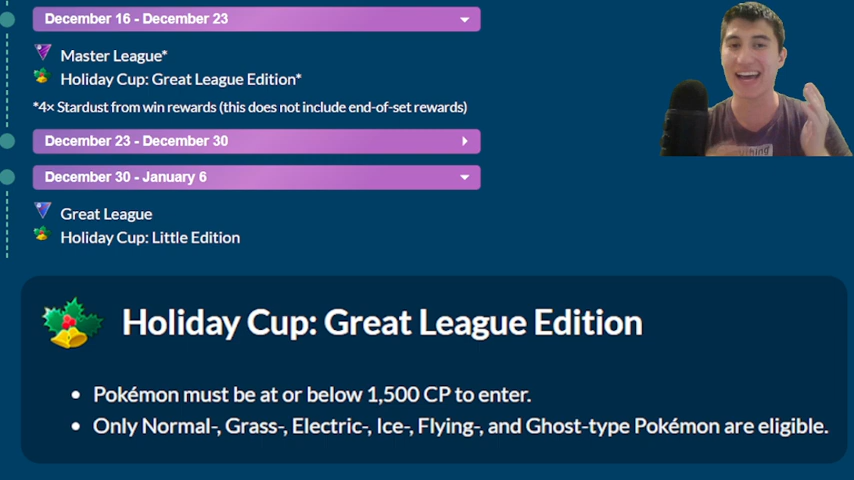 December 16 - December 23
Master League*
Holiday Cup: Great League Edition*
*4× Stardust from win rewards (this does not include end-of-set rewards)
December 23 - December 30
December 30 - January 6
Great League
Holiday Cup: Little Edition
Holiday Cup: Great League Edition
• Pokémon must be at or below 1,500 CP to enter.
• Only Normal-, Grass-, Electric-, Ice-, Flying-, and Ghost-type Pokémon are eligible.